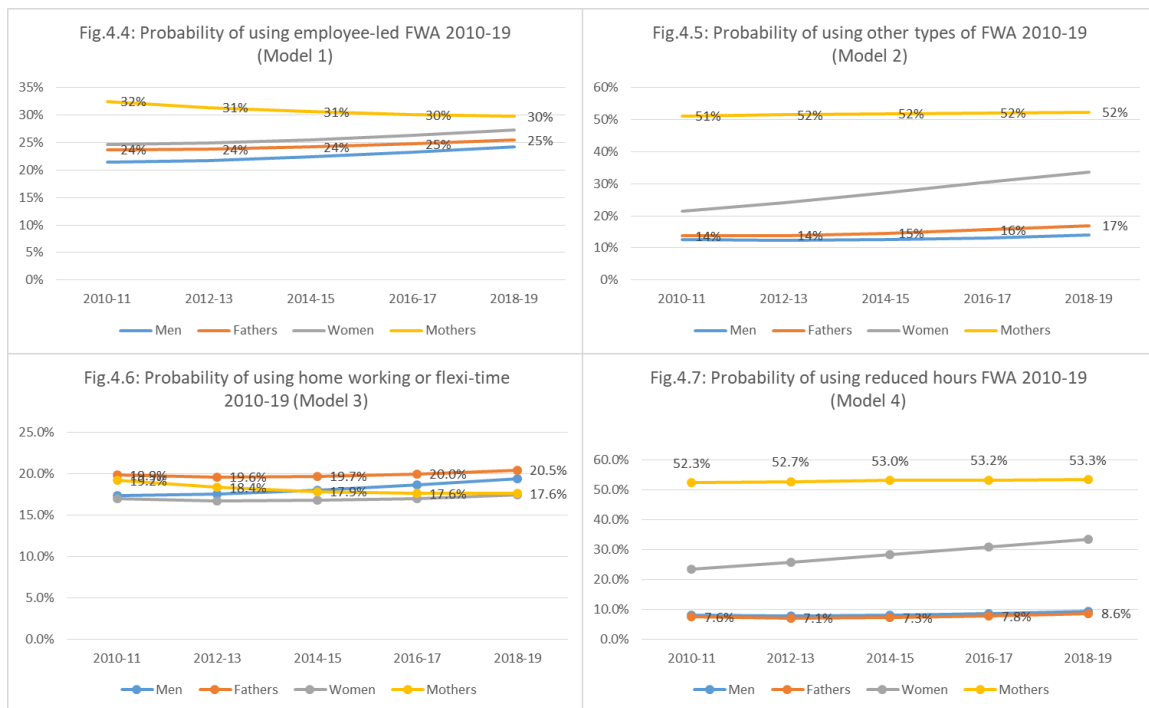 Fig.4.4: Probability of using employee-led FWA 2010-19
(Model 1)
35%
30%
25%
20%
15%
10%
5%
0%
32% 31% 31% 30% 30%
24% 24% 24% 25% 25%
2010-11 2012-13 2014-15 2016-17 2018-19
Men Fathers Women Mothers
Fig.4.5: Probability of using other types of FWA 2010-19
(Model 2)
60%
50%
40%
30%
20%
10%
0%
51% 52% 52% 52% 52%
14% 14% 15% 16% 17%
2010-11 2012-13 2014-15 2016-17 2018-19
Men Fathers Women Mothers
Fig.4.6: Probability of using home working or flexi-time
2010-19 (Model 3)
25.0%
20.0%
15.0%
10.0%
5.0%
0.0%
19.9% 19.6% 19.7% 20.0% 20.5%
19.2% 18.4% 17.9% 17.6% 17.6%
2010-11 2012-13 2014-15 2016-17 2018-19
Men Fathers Women Mothers
Fig.4.7: Probability of using reduced hours FWA 2010-19
(Model 4)
60.0%
50.0%
40.0%
30.0%
20.0%
10.0%
0.0%
52.3% 52.7% 53.0% 53.2% 53.3%
7.6% 7.1% 7.3% 7.8% 8.6%
2010-11 2012-13 2014-15 2016-17 2018-19
Men Fathers Women Mothers